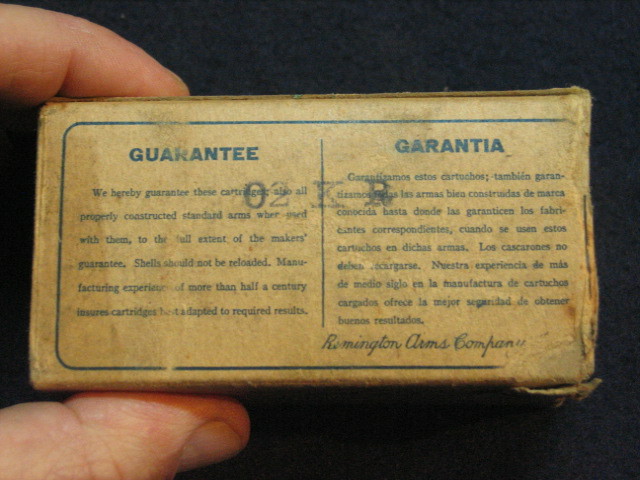 GUARANTEE
We hereby guarantee these cartridges; also all
properly constructed standard arms when used
with them, to the full extent of the makers'
guarantee. Shells should not be reloaded. Manu-
facturing experience of more than half a century
insures cartridges best adapted to required results.
62 K R
GARANTIA
Garantizamos estos cartuchos; también garan-
tizamos todas las armas bien construidas de marca
conocida hasta donde las garanticen los fabri-
cantes correspondientes, cuando se usen estos
cartuchos en dichas armas. Los cascarones no
deben recargarse. Nuestra experiencia de más
de medio siglo en la manufactura de cartuchos
cargados ofrece la mejor seguridad de obtener
buenos resultados.
Remington Arms Company